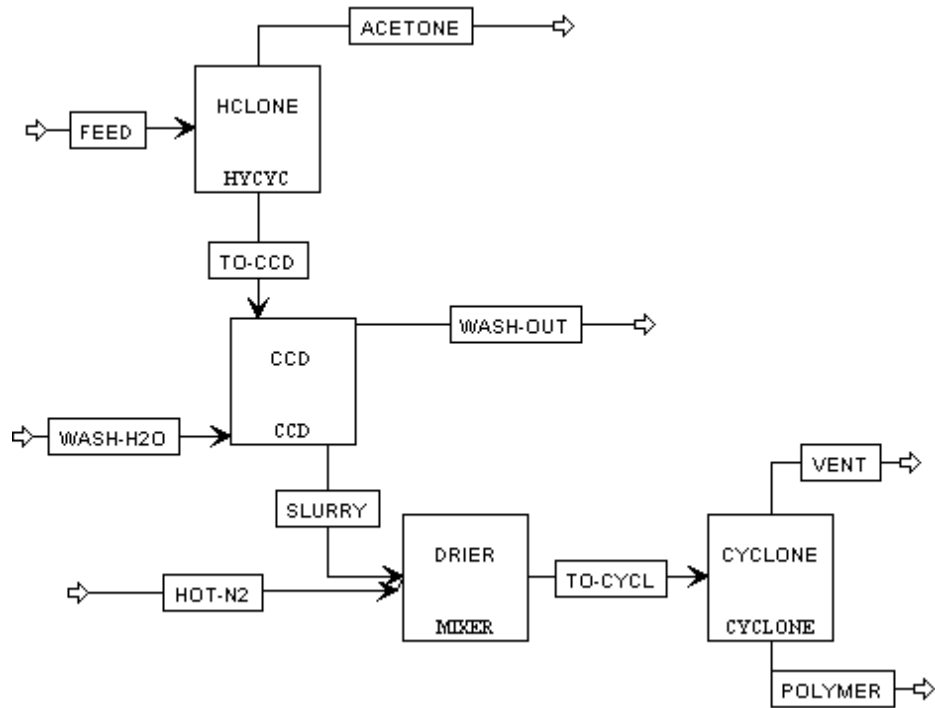 ACETONE
HCLONE
FEED
HYCYC
TO-CCD
WASH-OUT
CCD
CCD
WASH-H2O
VENT
SLURRY
DRIER
CYCLONE
TO-CYCL
HOT-N2
MIXER
CYCLONE
POLYMER